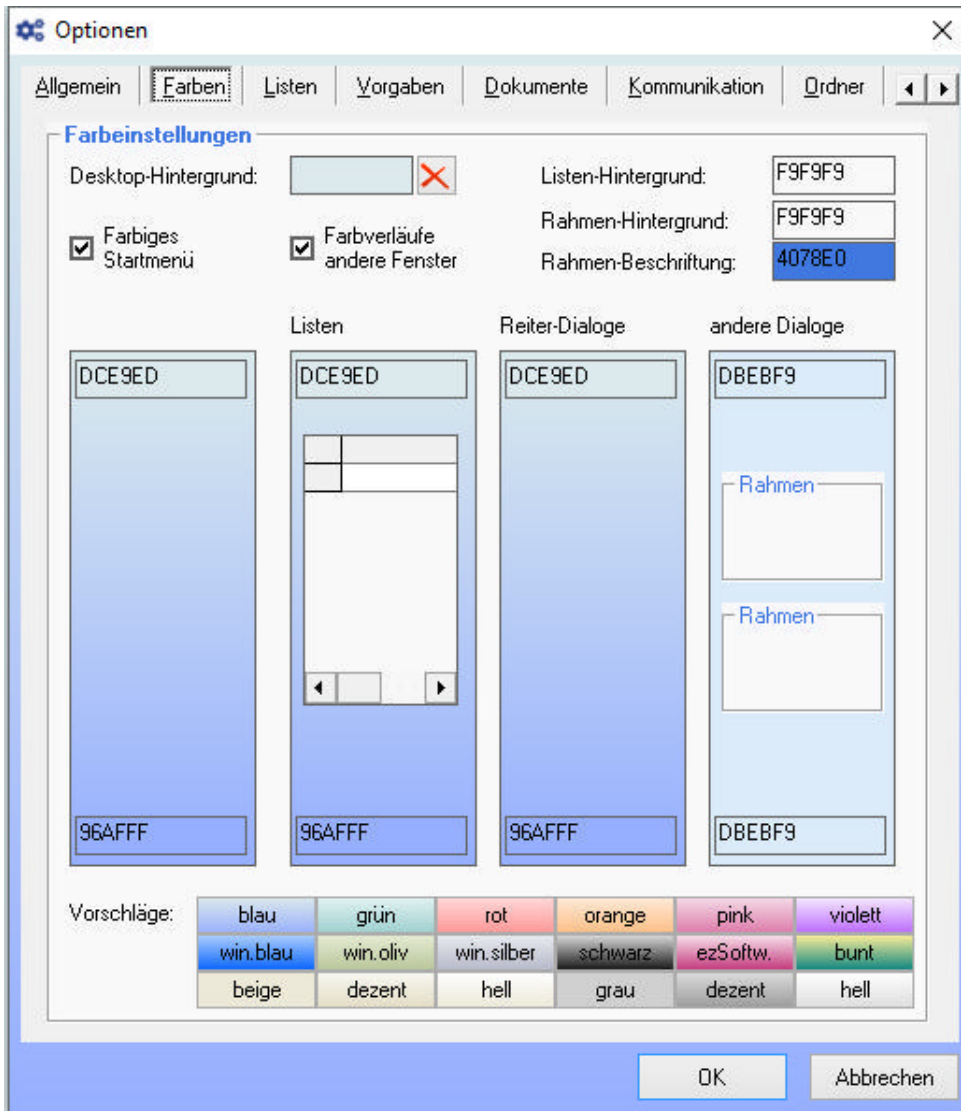 Optionen
Allgemein Farben Listen Vorgaben Dokumente Kommunikation Ordner
Farbeinstellungen
Desktop-Hintergrund: Listen-Hintergrund: F9F9F9
Rahmen-Hintergrund: F9F9F9
Farbiges Startmenü Farbverläufe andere Fenster
Rahmen-Beschriftung: 4078E0
Listen Reiter-Dialoge andere Dialoge
DCE9ED DCE9ED DCE9ED DBEBF9
Rahmen
Rahmen
96AFFF 96AFFF 96AFFF DBEBF9
Vorschläge: blau grün rot orange pink violett
win.blau win.oliv win.silber schwarz ezSoftw. bunt
beige dezent hell grau dezent hell
OK Abbrechen